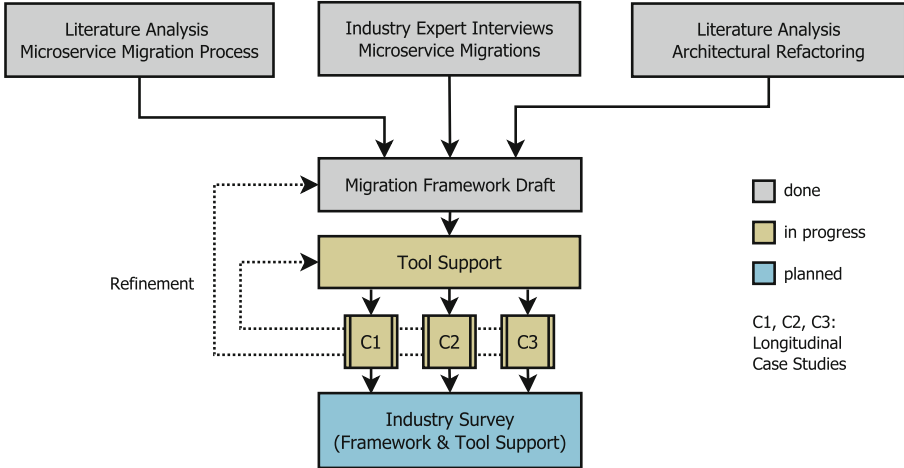 Literature Analysis
Microservice Migration Process
Industry Expert Interviews
Microservice Migrations
Literature Analysis
Architectural Refactoring
Migration Framework Draft
done
in progress
planned
Tool Support
Refinement
C1
C2
C3
C1, C2, C3:
Longitudinal
Case Studies
Industry Survey
(Framework & Tool Support)